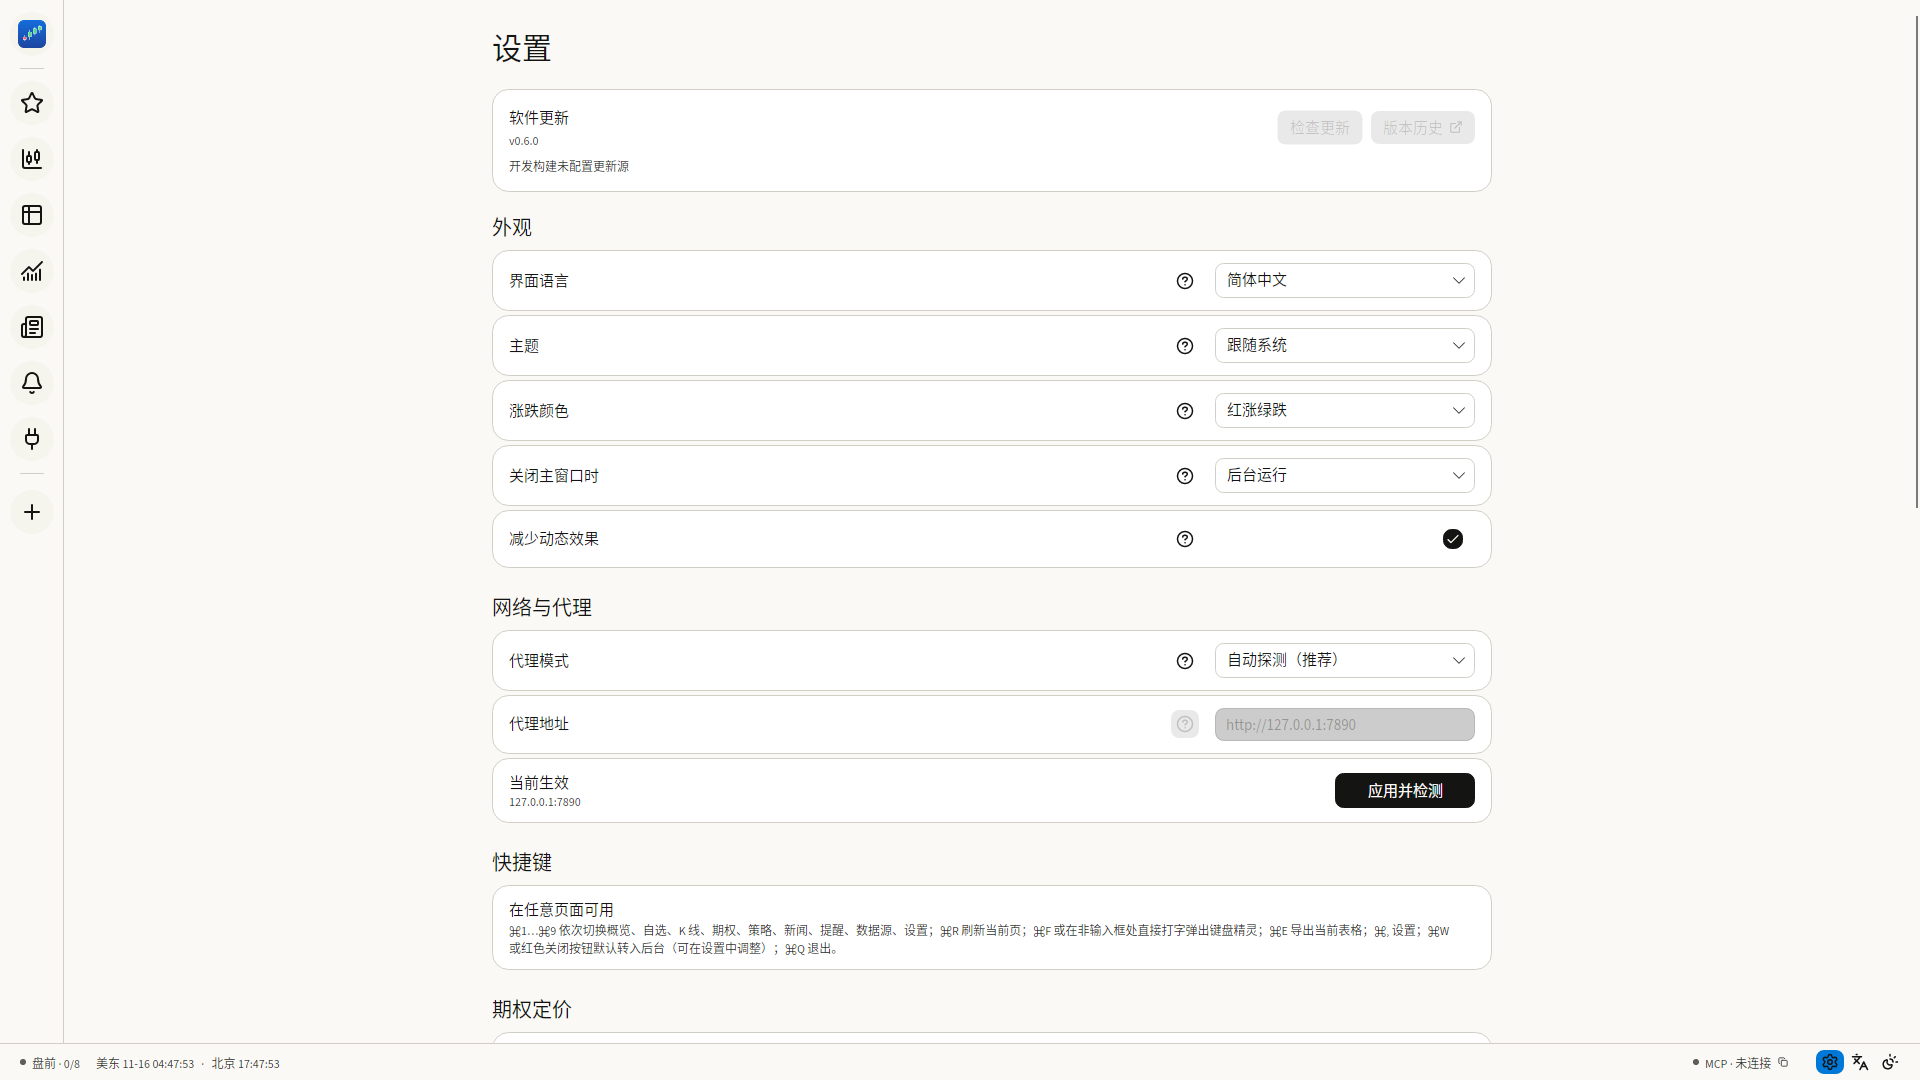 设置
软件更新
v0.6.0
开发构建未配置更新源
检查更新
版本历史
外观
界面语言
简体中文
主题
跟随系统
涨跌颜色
红涨绿跌
关闭主窗口时
后台运行
减少动态效果
网络与代理
代理模式
自动探测（推荐）
代理地址
http://127.0.0.1:7890
当前生效
127.0.0.1:7890
应用并检测
快捷键
在任意页面可用
⌘1…⌘9 依次切换概览、自选、K 线、期权、策略、新闻、提醒、数据源、设置；⌘R 刷新当前页；⌘F 或在非输入框处直接打字弹出键盘精灵；⌘E 导出当前表格；⌘, 设置；⌘W
或红色关闭按钮默认转入后台（可在设置中调整）；⌘Q 退出。
期权定价
盘前 · 0/8 美东 11-16 04:47:53 · 北京 17:47:53
MCP · 未连接